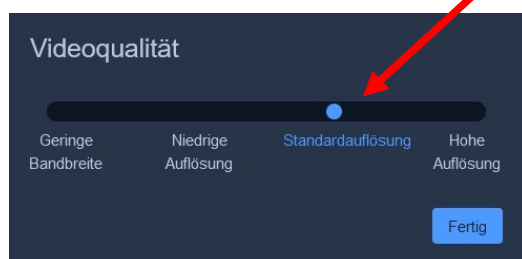 Videoqualität
Geringe Niedrige Standardauflösung Hohe
Bandbreite Auflösung Auflösung
Fertig